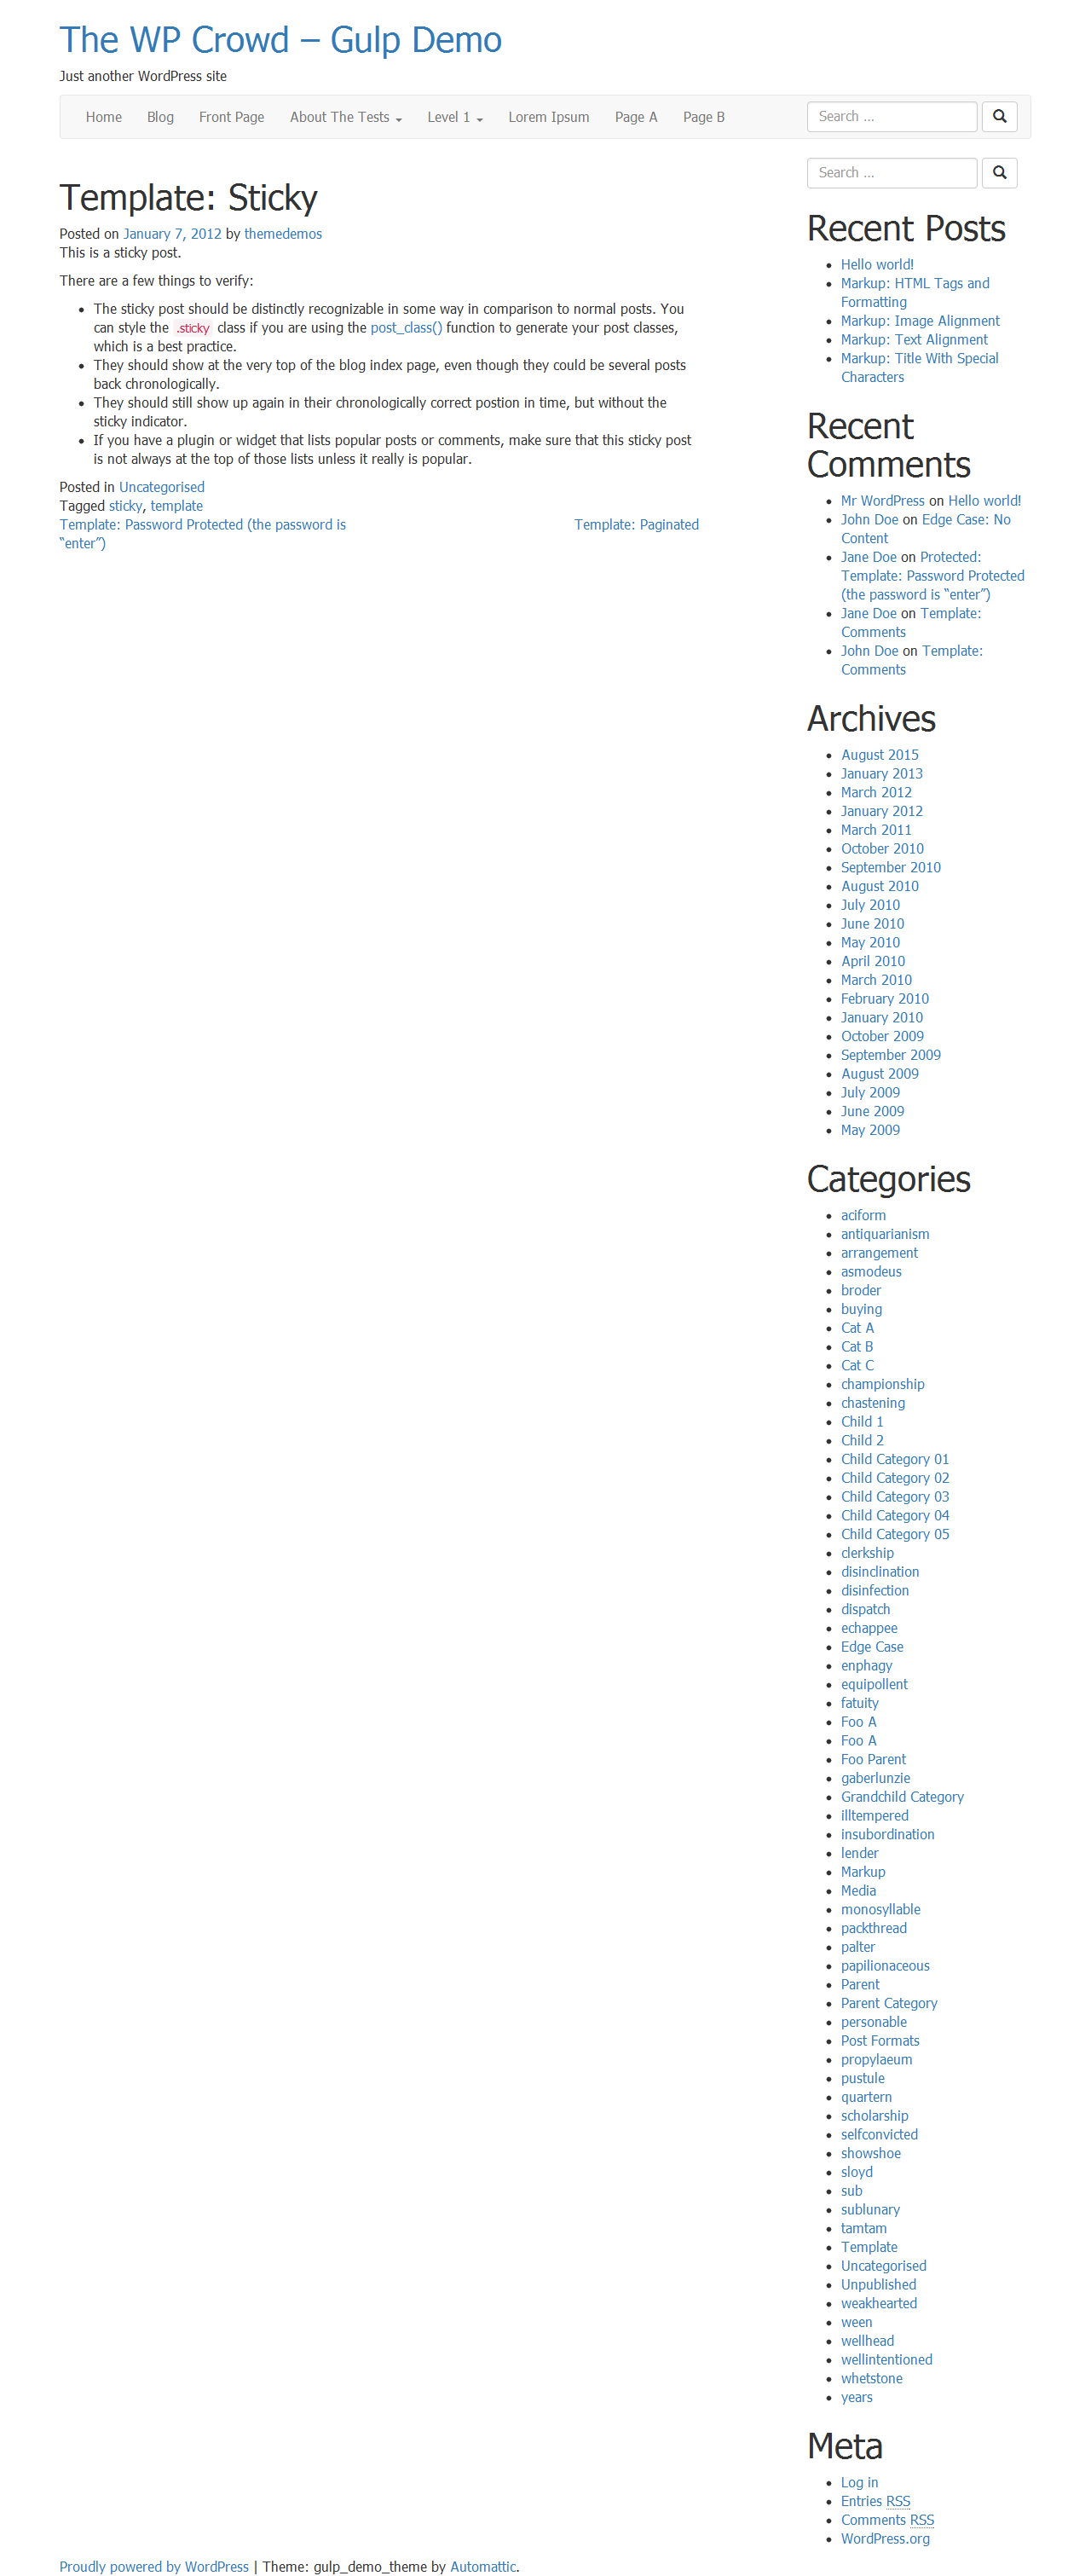 The WP Crowd – Gulp Demo
Just another WordPress site
Home Blog Front Page About The Tests Level 1 Lorem Ipsum Page A Page B Search ...
Template: Sticky
Posted on January 7, 2012 by themedemos
This is a sticky post.
There are a few things to verify:
The sticky post should be distinctly recognizable in some way in comparison to normal posts. You
can style the .sticky class if you are using the post_class() function to generate your post classes,
which is a best practice.
They should show at the very top of the blog index page, even though they could be several posts
back chronologically.
They should still show up again in their chronologically correct postion in time, but without the
sticky indicator.
If you have a plugin or widget that lists popular posts or comments, make sure that this sticky post
is not always at the top of those lists unless it really is popular.
Posted in Uncategorised
Tagged sticky, template
Template: Password Protected (the password is
“enter”)
Template: Paginated
Search ...
Recent Posts
Hello world!
Markup: HTML Tags and
Formatting
Markup: Image Alignment
Markup: Text Alignment
Markup: Title With Special
Characters
Recent
Comments
Mr WordPress on Hello world!
John Doe on Edge Case: No
Content
Jane Doe on Protected:
Template: Password Protected
(the password is “enter”)
Jane Doe on Template:
Comments
John Doe on Template:
Comments
Archives
August 2015
January 2013
March 2012
January 2012
March 2011
October 2010
September 2010
August 2010
July 2010
June 2010
May 2010
April 2010
March 2010
February 2010
January 2010
October 2009
September 2009
August 2009
July 2009
June 2009
May 2009
Categories
aciform
antiquarianism
arrangement
asmodeus
broder
buying
Cat A
Cat B
Cat C
championship
chastening
Child 1
Child 2
Child Category 01
Child Category 02
Child Category 03
Child Category 04
Child Category 05
clerkship
disinclination
disinfection
dispatch
echappee
Edge Case
enphagy
equipollent
fatuity
Foo A
Foo A
Foo Parent
gaberlunzie
Grandchild Category
illtempered
insubordination
lender
Markup
Media
monosyllable
packthread
palter
papilionaceous
Parent
Parent Category
personable
Post Formats
propylaeum
pustule
quartern
scholarship
selfconvicted
showshoe
sloyd
sub
sublunary
tamtam
Template
Uncategorised
Unpublished
weakhearted
ween
wellhead
wellintentioned
whetstone
years
Meta
Log in
Entries RSS
Comments RSS
WordPress.org
Proudly powered by WordPress | Theme: gulp_demo_theme by Automattic.